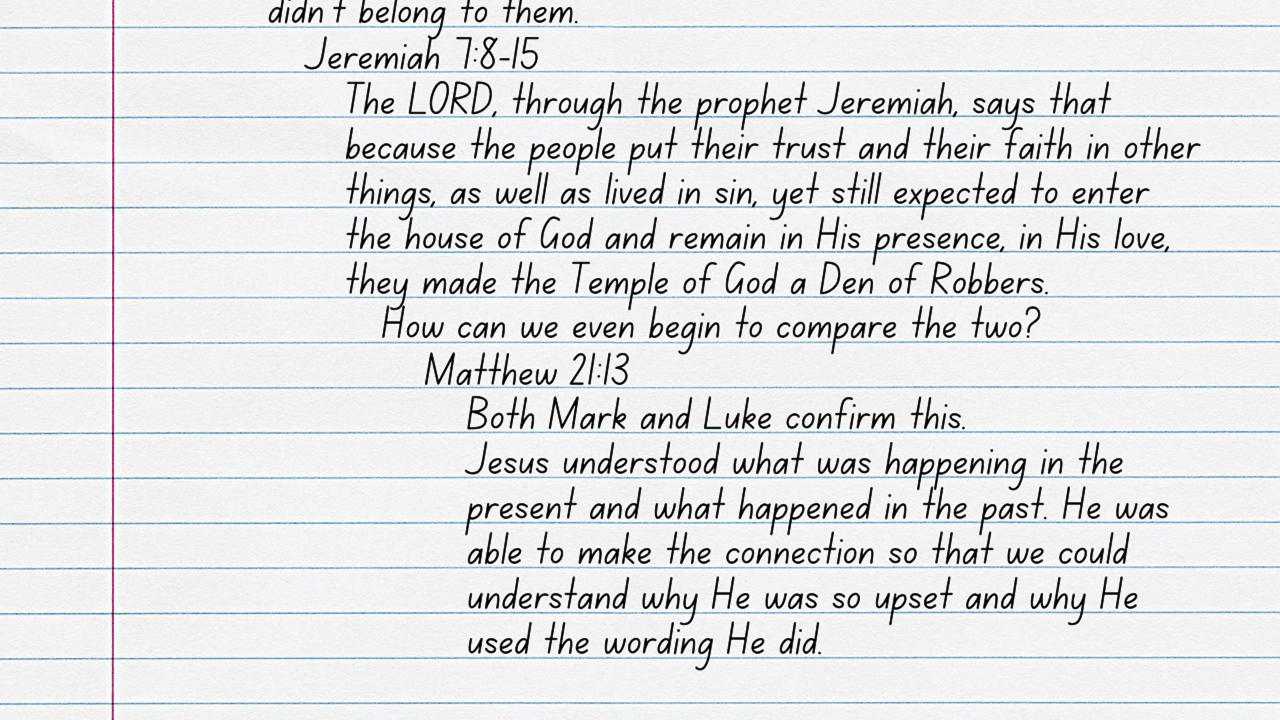 didn't belong to them.
Jeremiah 7:8-15
The LORD, through the prophet Jeremiah, says that
because the people put their trust and their faith in other
things, as well as lived in sin, yet still expected to enter
the house of God and remain in His presence, in His love,
they made the Temple of God a Den of Robbers.
How can we even begin to compare the two?
Matthew 21:13
Both Mark and Luke confirm this.
Jesus understood what was happening in the
present and what happened in the past. He was
able to make the connection so that we could
understand why He was so upset and why He
used the wording He did.